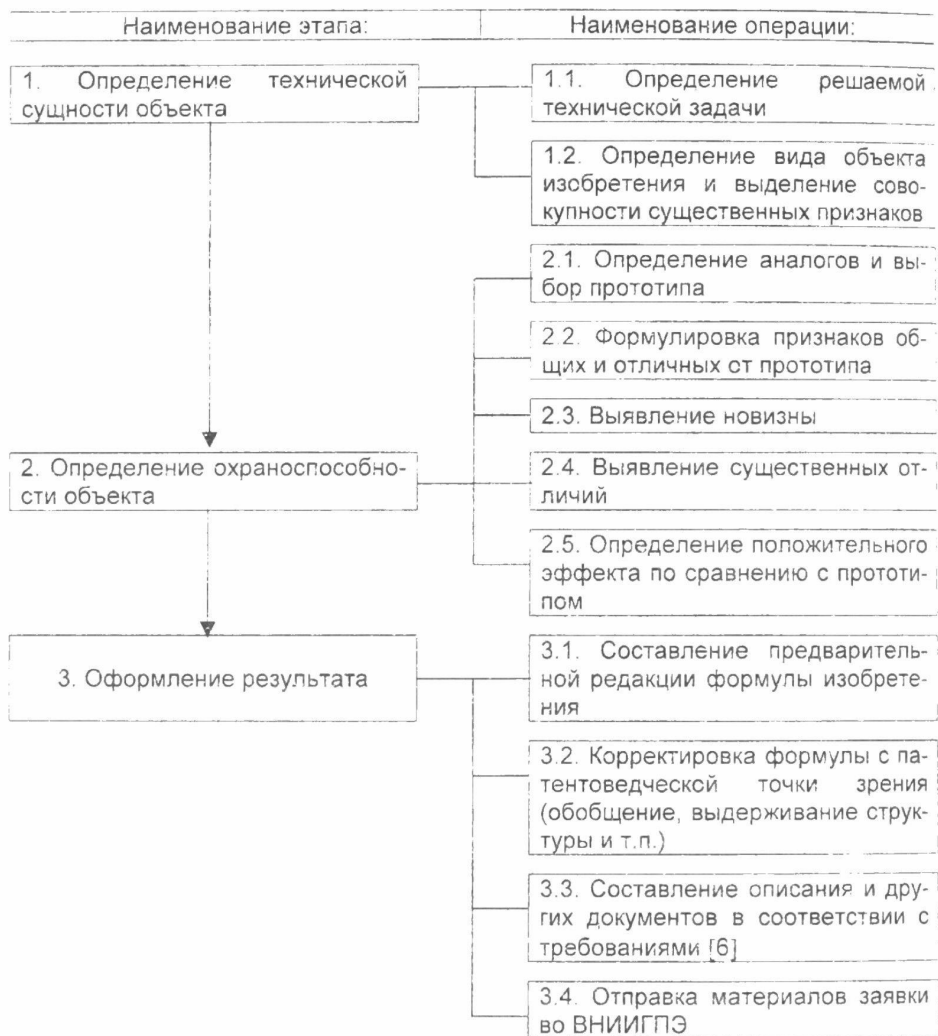 Наименование этапа:
Наименование операции:
1. Определение технической
сущности объекта
1.1. Определение решаемой
технической задачи
1.2. Определение вида объекта
изобретения и выделение сово-
купности существенных признаков
2.1. Определение аналогов и вы-
бор прототипа
2.2. Формулировка признаков об-
щих и отличных от прототипа
2.3. Выявление новизны
2. Определение охраноспособно-
сти объекта
2.4. Выявление существенных от-
личий
2.5. Определение положительного
эффекта по сравнению с прототи-
пом
3. Оформление результата
3.1. Составление предваритель-
ной редакции формулы изобрете-
ния
3.2. Корректировка формулы с па-
тентоведческой точки зрения
(обобщение, выдерживание струк-
туры и т.п.)
3.3. Составление описания и дру-
гих документов в соответствии с
требованиями [6]
3.4. Отправка материалов заявки
во ВНИИГПЭ